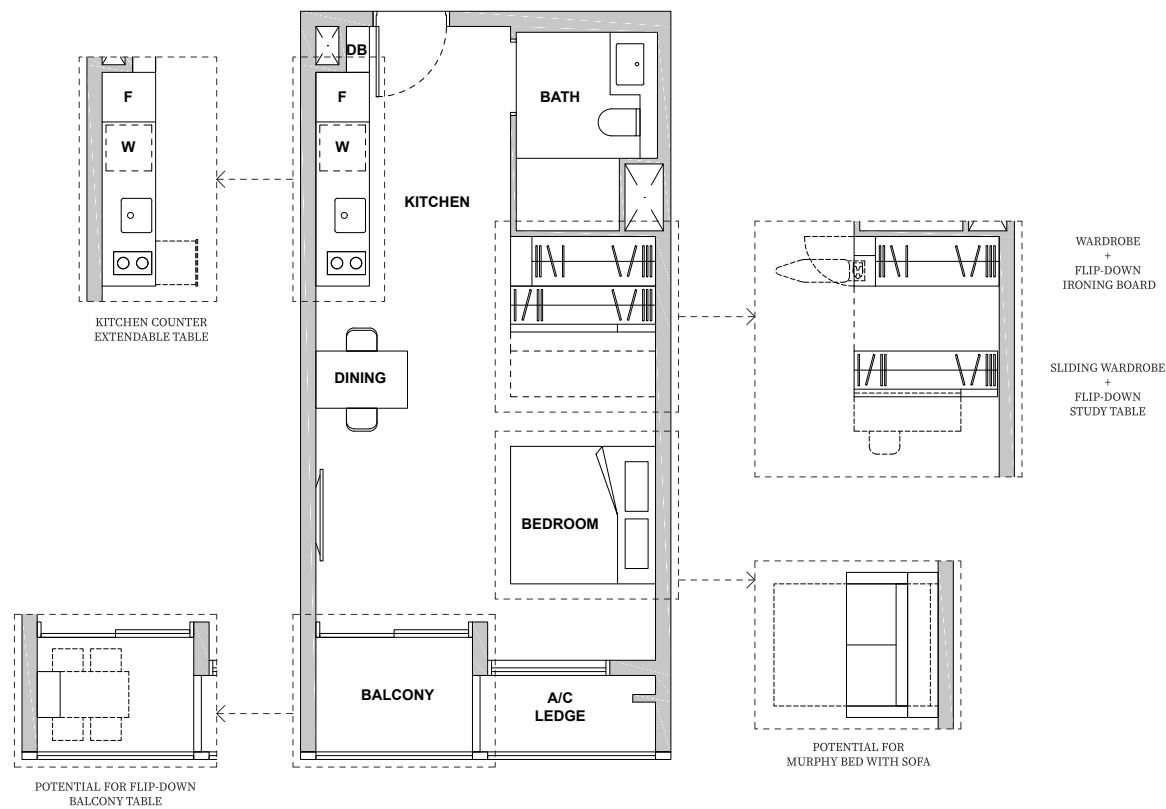 DB
F
F
BATH
W
W
KITCHEN
WARDROBE
+
FLIP-DOWN
IRONING BOARD
KITCHEN COUNTER
EXTENDABLE TABLE
DINING
SLIDING WARDROBE
+
FLIP-DOWN
STUDY TABLE
BEDROOM
BALCONY
A/C
LEDGE
POTENTIAL FOR
MURPHY BED WITH SOFA
POTENTIAL FOR FLIP-DOWN
BALCONY TABLE